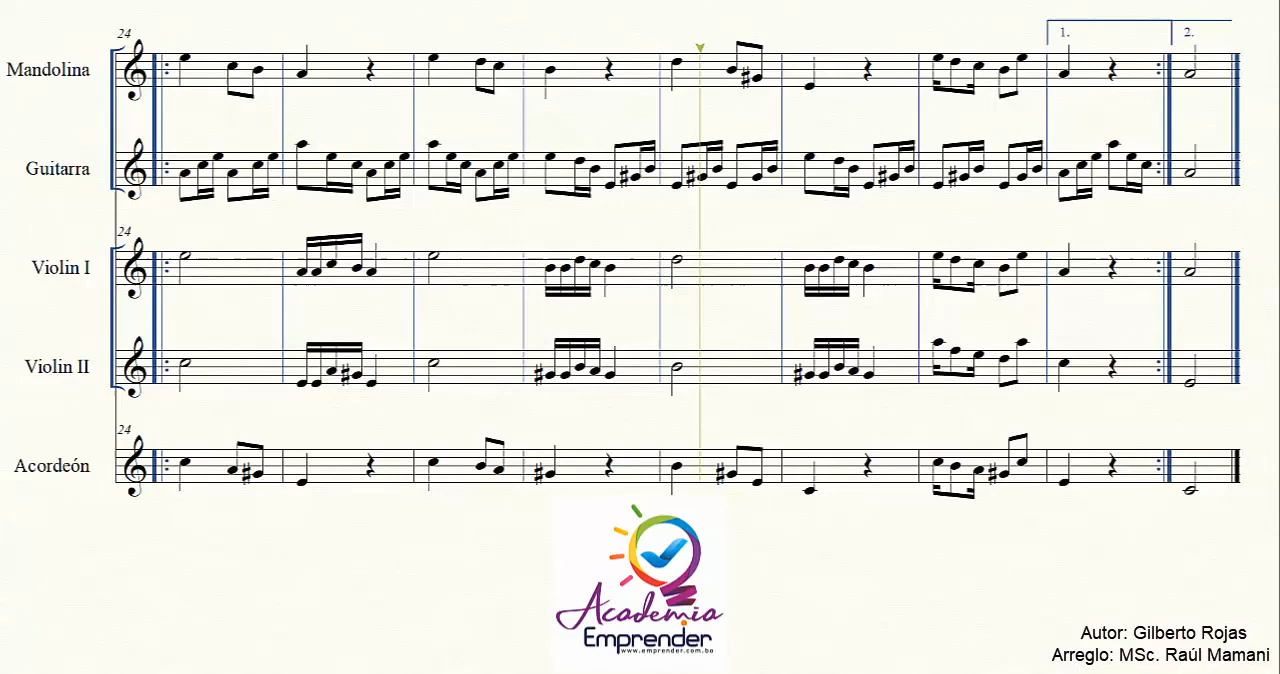 24
1.
2.
Mandolina
Guitarra
24
Violin I
Violin II
24
Acordeón
Academia
Emprender
www.emprender.com.bo
Autor: Gilberto Rojas
Arreglo: MSc. Raúl Mamani